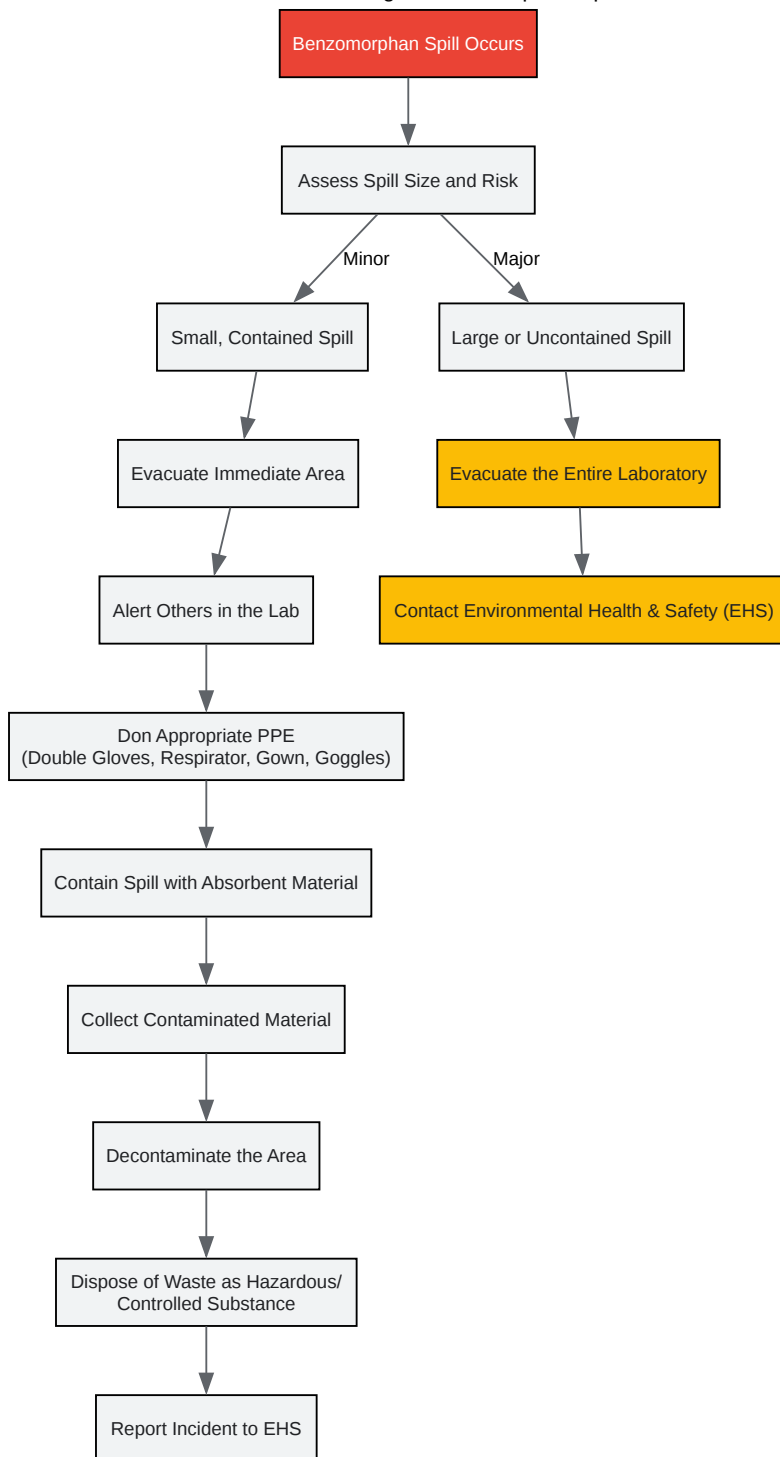 Benzomorphan Spill Occurs
Assess Spill Size and Risk
Minor
Major
Small, Contained Spill
Large or Uncontained Spill
Evacuate Immediate Area
Evacuate the Entire Laboratory
Alert Others in the Lab
Contact Environmental Health & Safety (EHS)
Don Appropriate PPE
(Double Gloves, Respirator, Gown, Goggles)
Contain Spill with Absorbent Material
Collect Contaminated Material
Decontaminate the Area
Dispose of Waste as Hazardous/
Controlled Substance
Report Incident to EHS